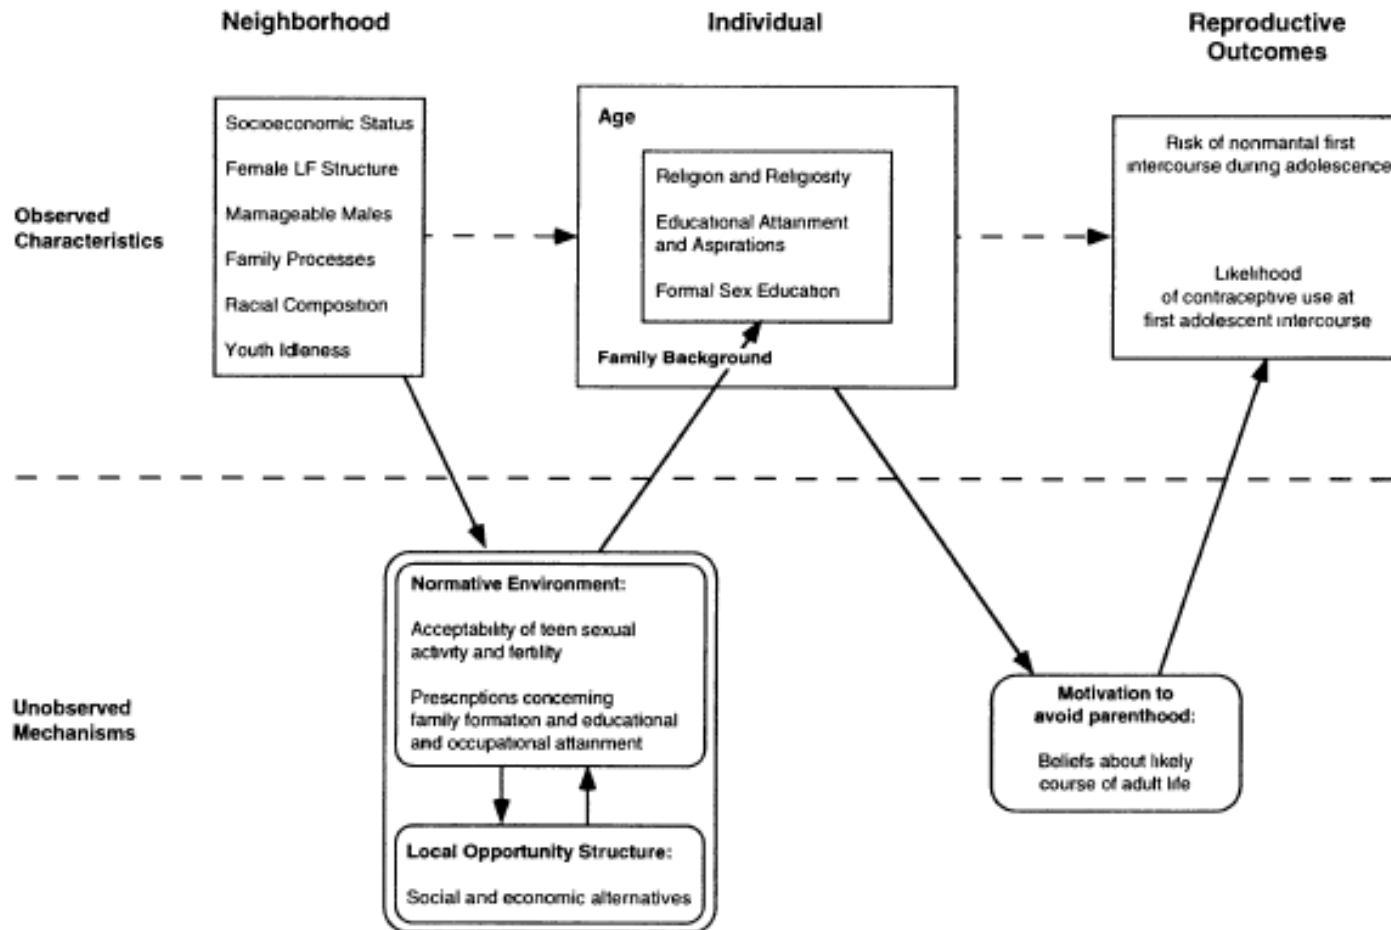 Neighborhood
Individual
Reproductive
Outcomes
Observed
Characteristics
Socioeconomic Status
Female LF Structure
Marriageable Males
Family Processes
Racial Composition
Youth Idleness
Age
Religion and Religiosity
Educational Attainment
and Aspirations
Formal Sex Education
Family Background
Risk of nonmarital first
intercourse during adolescence
Likelihood
of contraceptive use at
first adolescent intercourse
Unobserved
Mechanisms
Normative Environment:
Acceptability of teen sexual
activity and fertility
Prescriptions concerning
family formation and educational
and occupational attainment
Local Opportunity Structure:
Social and economic alternatives
Motivation to
avoid parenthood:
Beliefs about likely
course of adult life